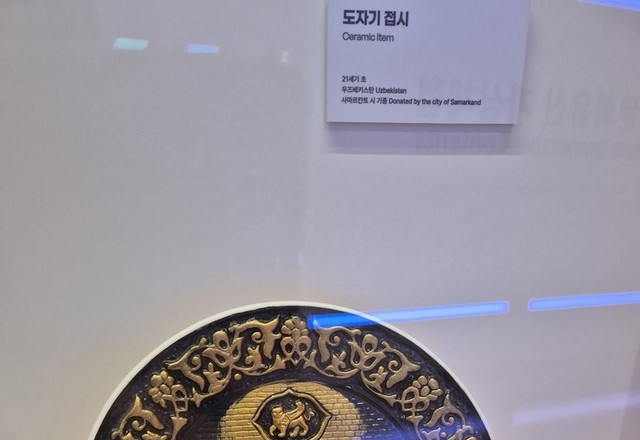 도자기 접시
Ceramic Item
21세기 초
우즈베키스탄 Uzbekistan
사마르칸트 시 기증 Donated by the city of Samarkand